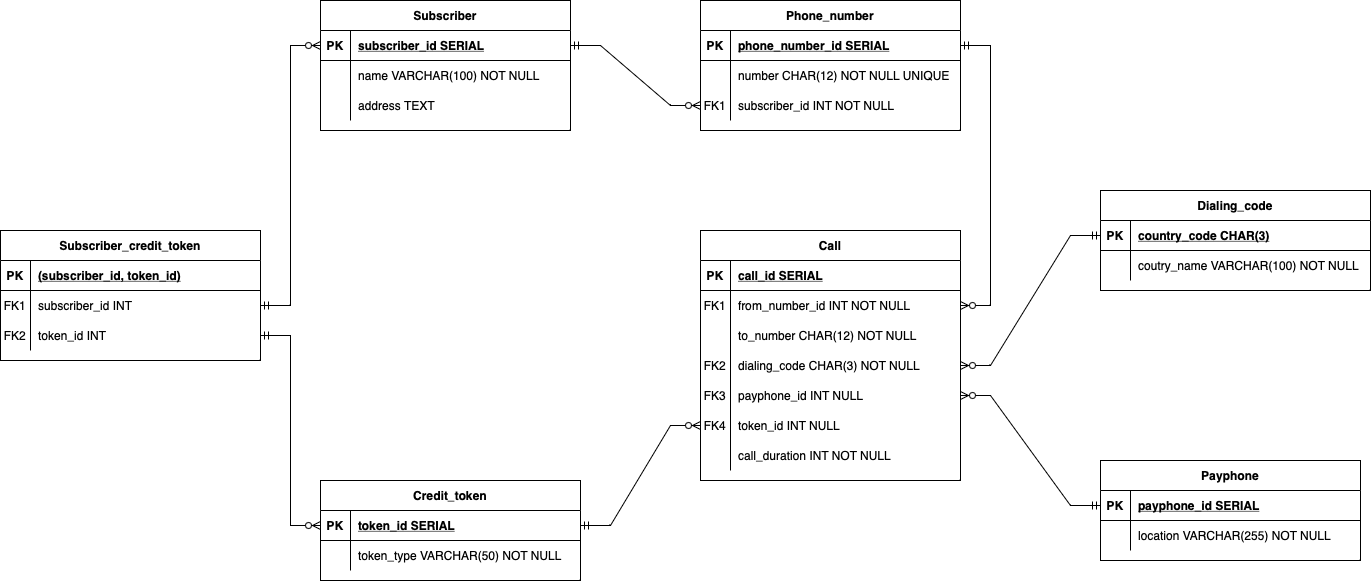 Subscriber
PK subscriber_id SERIAL
name VARCHAR(100) NOT NULL
address TEXT
Phone_number
PK phone_number_id SERIAL
number CHAR(12) NOT NULL UNIQUE
FK1 subscriber_id INT NOT NULL
Dialing_code
PK country_code CHAR(3)
coutry_name VARCHAR(100) NOT NULL
Subscriber_credit_token
PK (subscriber_id, token_id)
FK1 subscriber_id INT
FK2 token_id INT
Call
PK call_id SERIAL
FK1 from_number_id INT NOT NULL
to_number CHAR(12) NOT NULL
FK2 dialing_code CHAR(3) NOT NULL
FK3 payphone_id INT NULL
FK4 token_id INT NULL
call_duration INT NOT NULL
Credit_token
PK token_id SERIAL
token_type VARCHAR(50) NOT NULL
Payphone
PK payphone_id SERIAL
location VARCHAR(255) NOT NULL